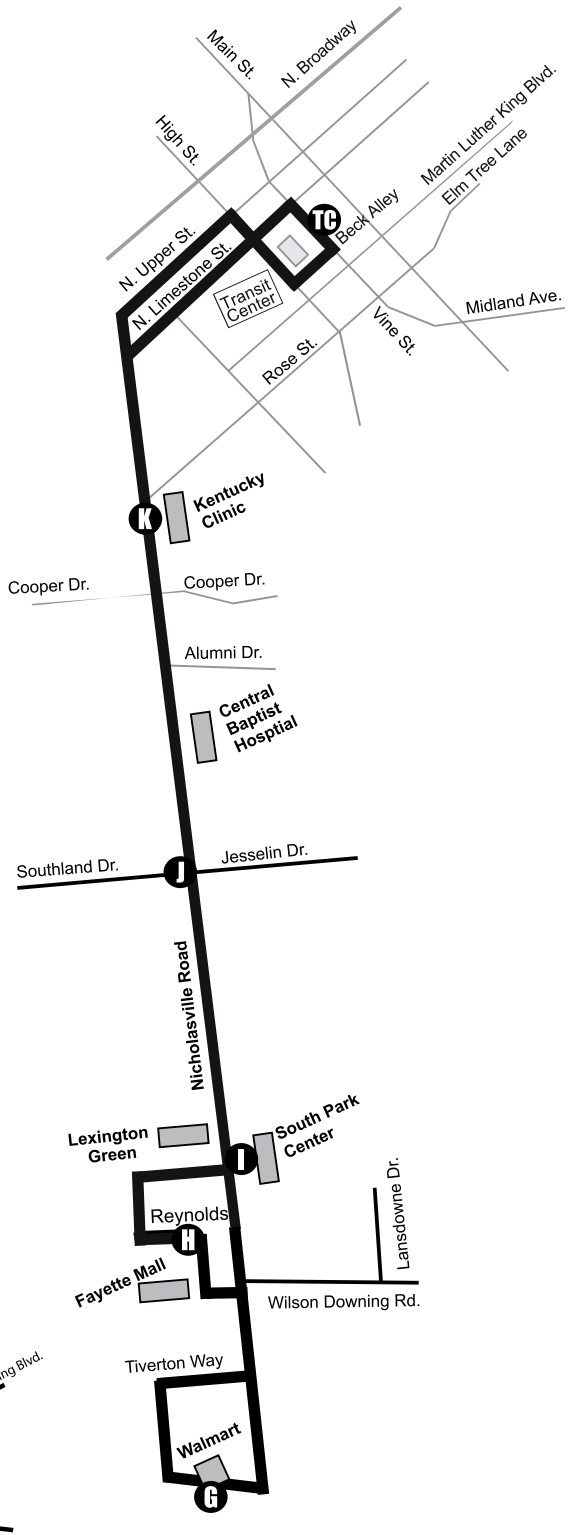 Main St.
N. Broadway
High St.
Martin Luther King Blvd.
Elm Tree Lane
TC
Beck Alley
N. Upper St.
N. Limestone St.
Transit
Center
Midland Ave.
Vine St.
Rose St.
K
Kentucky
Clinic
Cooper Dr.
Cooper Dr.
Alumni Dr.
Central
Baptist
Hosptial
Southland Dr.
J
Jesselin Dr.
Nicholasville Road
Lexington
Green
I
South Park
Center
Reynolds
H
Lansdowne Dr.
Fayette Mall
Wilson Downing Rd.
ng Blvd.
Tiverton Way
Walmart
G